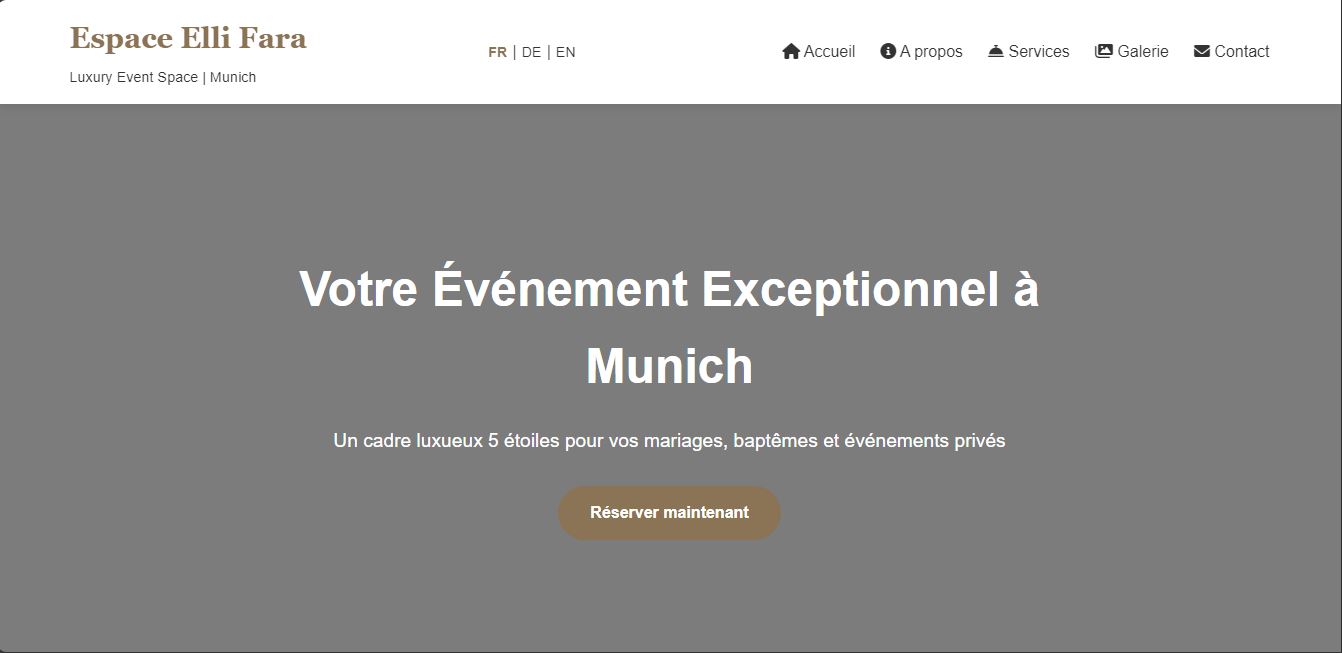 Espace Elli Fara
Luxury Event Space | Munich
FR | DE | EN
Accueil
A propos
Services
Galerie
Contact
Votre Événement Exceptionnel à
Munich
Un cadre luxueux 5 étoiles pour vos mariages, baptêmes et événements privés
Réserver maintenant